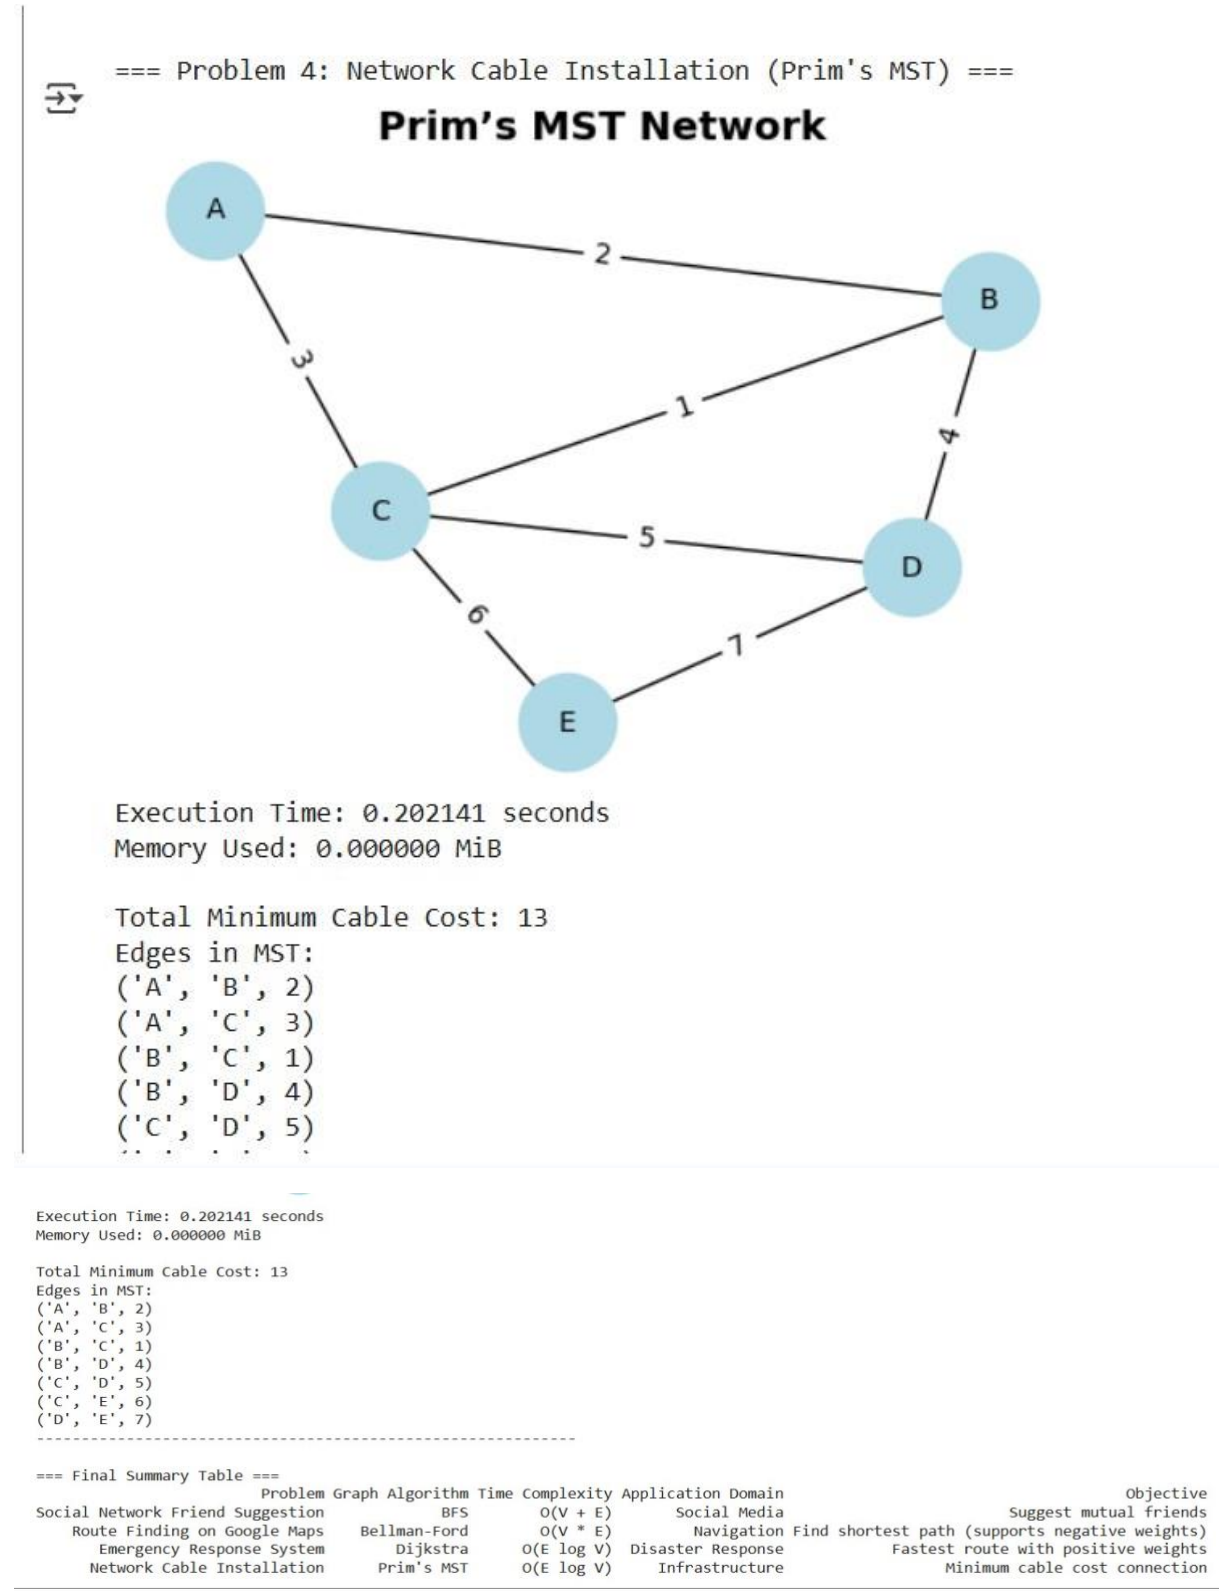 === Problem 4: Network Cable Installation (Prim's MST) ===
Prim’s MST Network
A
2
B
3
1
4
C
5
D
6
7
E
Execution Time: 0.202141 seconds
Memory Used: 0.000000 MiB
Total Minimum Cable Cost: 13
Edges in MST:
('A', 'B', 2)
('A', 'C', 3)
('B', 'C', 1)
('B', 'D', 4)
('C', 'D', 5)
Execution Time: 0.202141 seconds
Memory Used: 0.000000 MiB
Total Minimum Cable Cost: 13
Edges in MST:
('A', 'B', 2)
('A', 'C', 3)
('B', 'C', 1)
('B', 'D', 4)
('C', 'D', 5)
('C', 'E', 6)
('D', 'E', 7)
------------------------------------------------------------
=== Final Summary Table ===
Problem Graph Algorithm Time Complexity Application Domain Objective
Social Network Friend Suggestion BFS O(V + E) Social Media Suggest mutual friends
Route Finding on Google Maps Bellman-Ford O(V * E) Navigation Find shortest path (supports negative weights)
Emergency Response System Dijkstra O(E log V) Disaster Response Fastest route with positive weights
Network Cable Installation Prim's MST O(E log V) Infrastructure Minimum cable cost connection